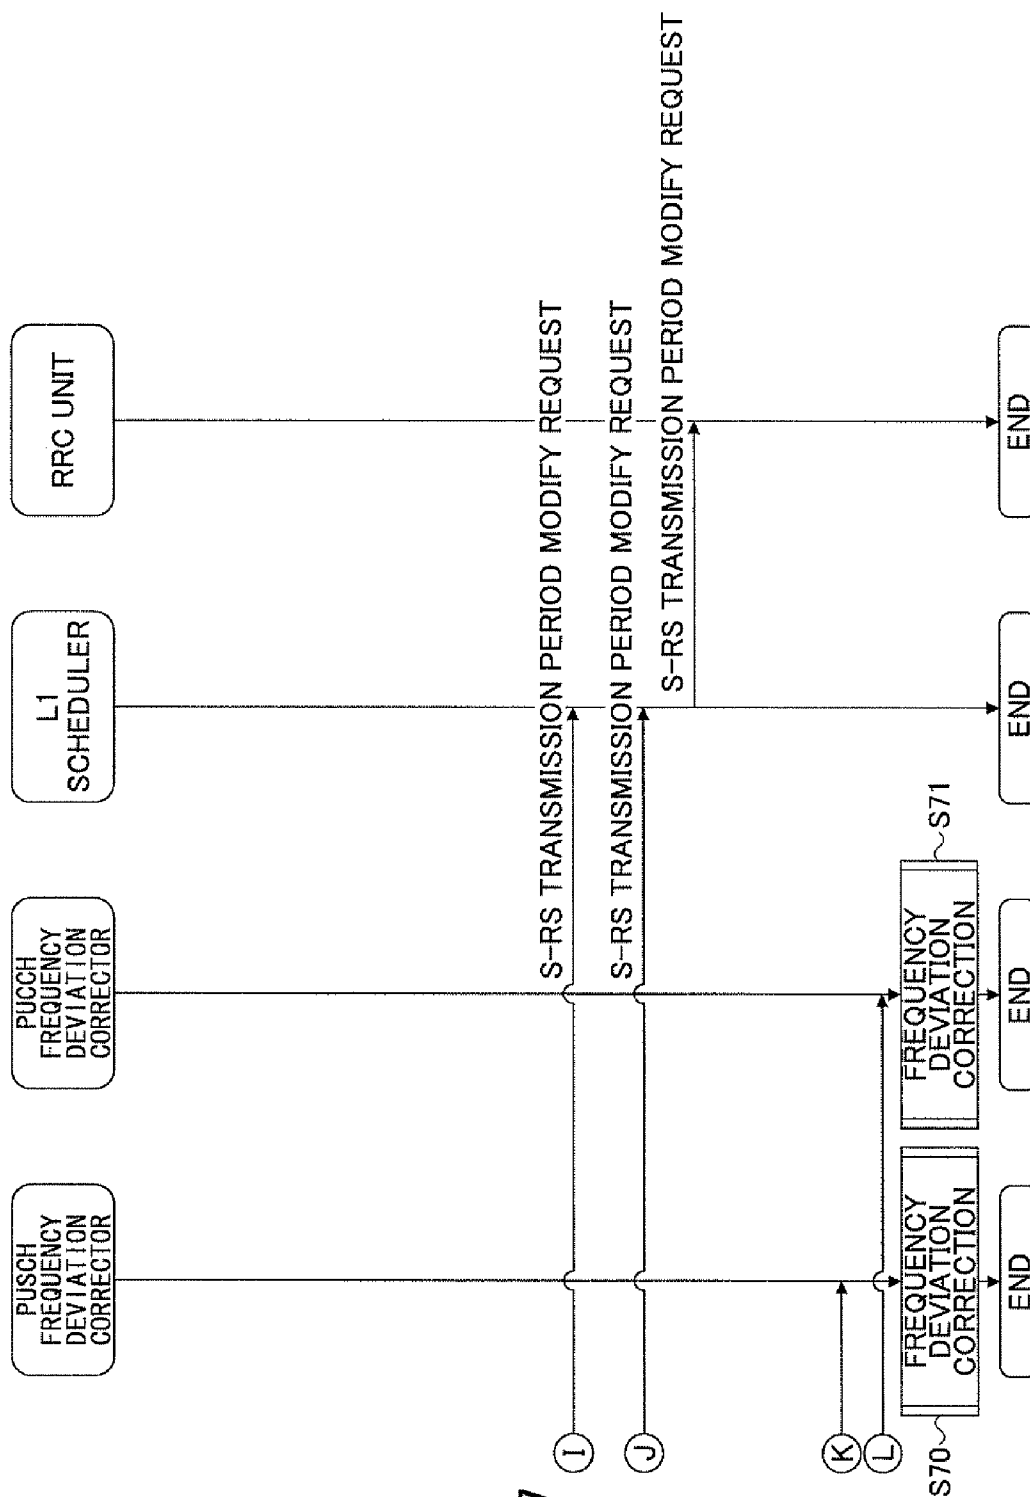 PUSCH
FREQUENCY
DEVIATION
CORRECTOR
PUCCH
FREQUENCY
DEVIATION
CORRECTOR
L1
SCHEDULER
RRC UNIT
S-RS TRANSMISSION PERIOD MODIFY REQUEST
I
S-RS TRANSMISSION PERIOD MODIFY REQUEST
J
S-RS TRANSMISSION PERIOD MODIFY REQUEST
K
L
S70
FREQUENCY
DEVIATION
CORRECTION
FREQUENCY
DEVIATION
CORRECTION
S71
END
END
END
END